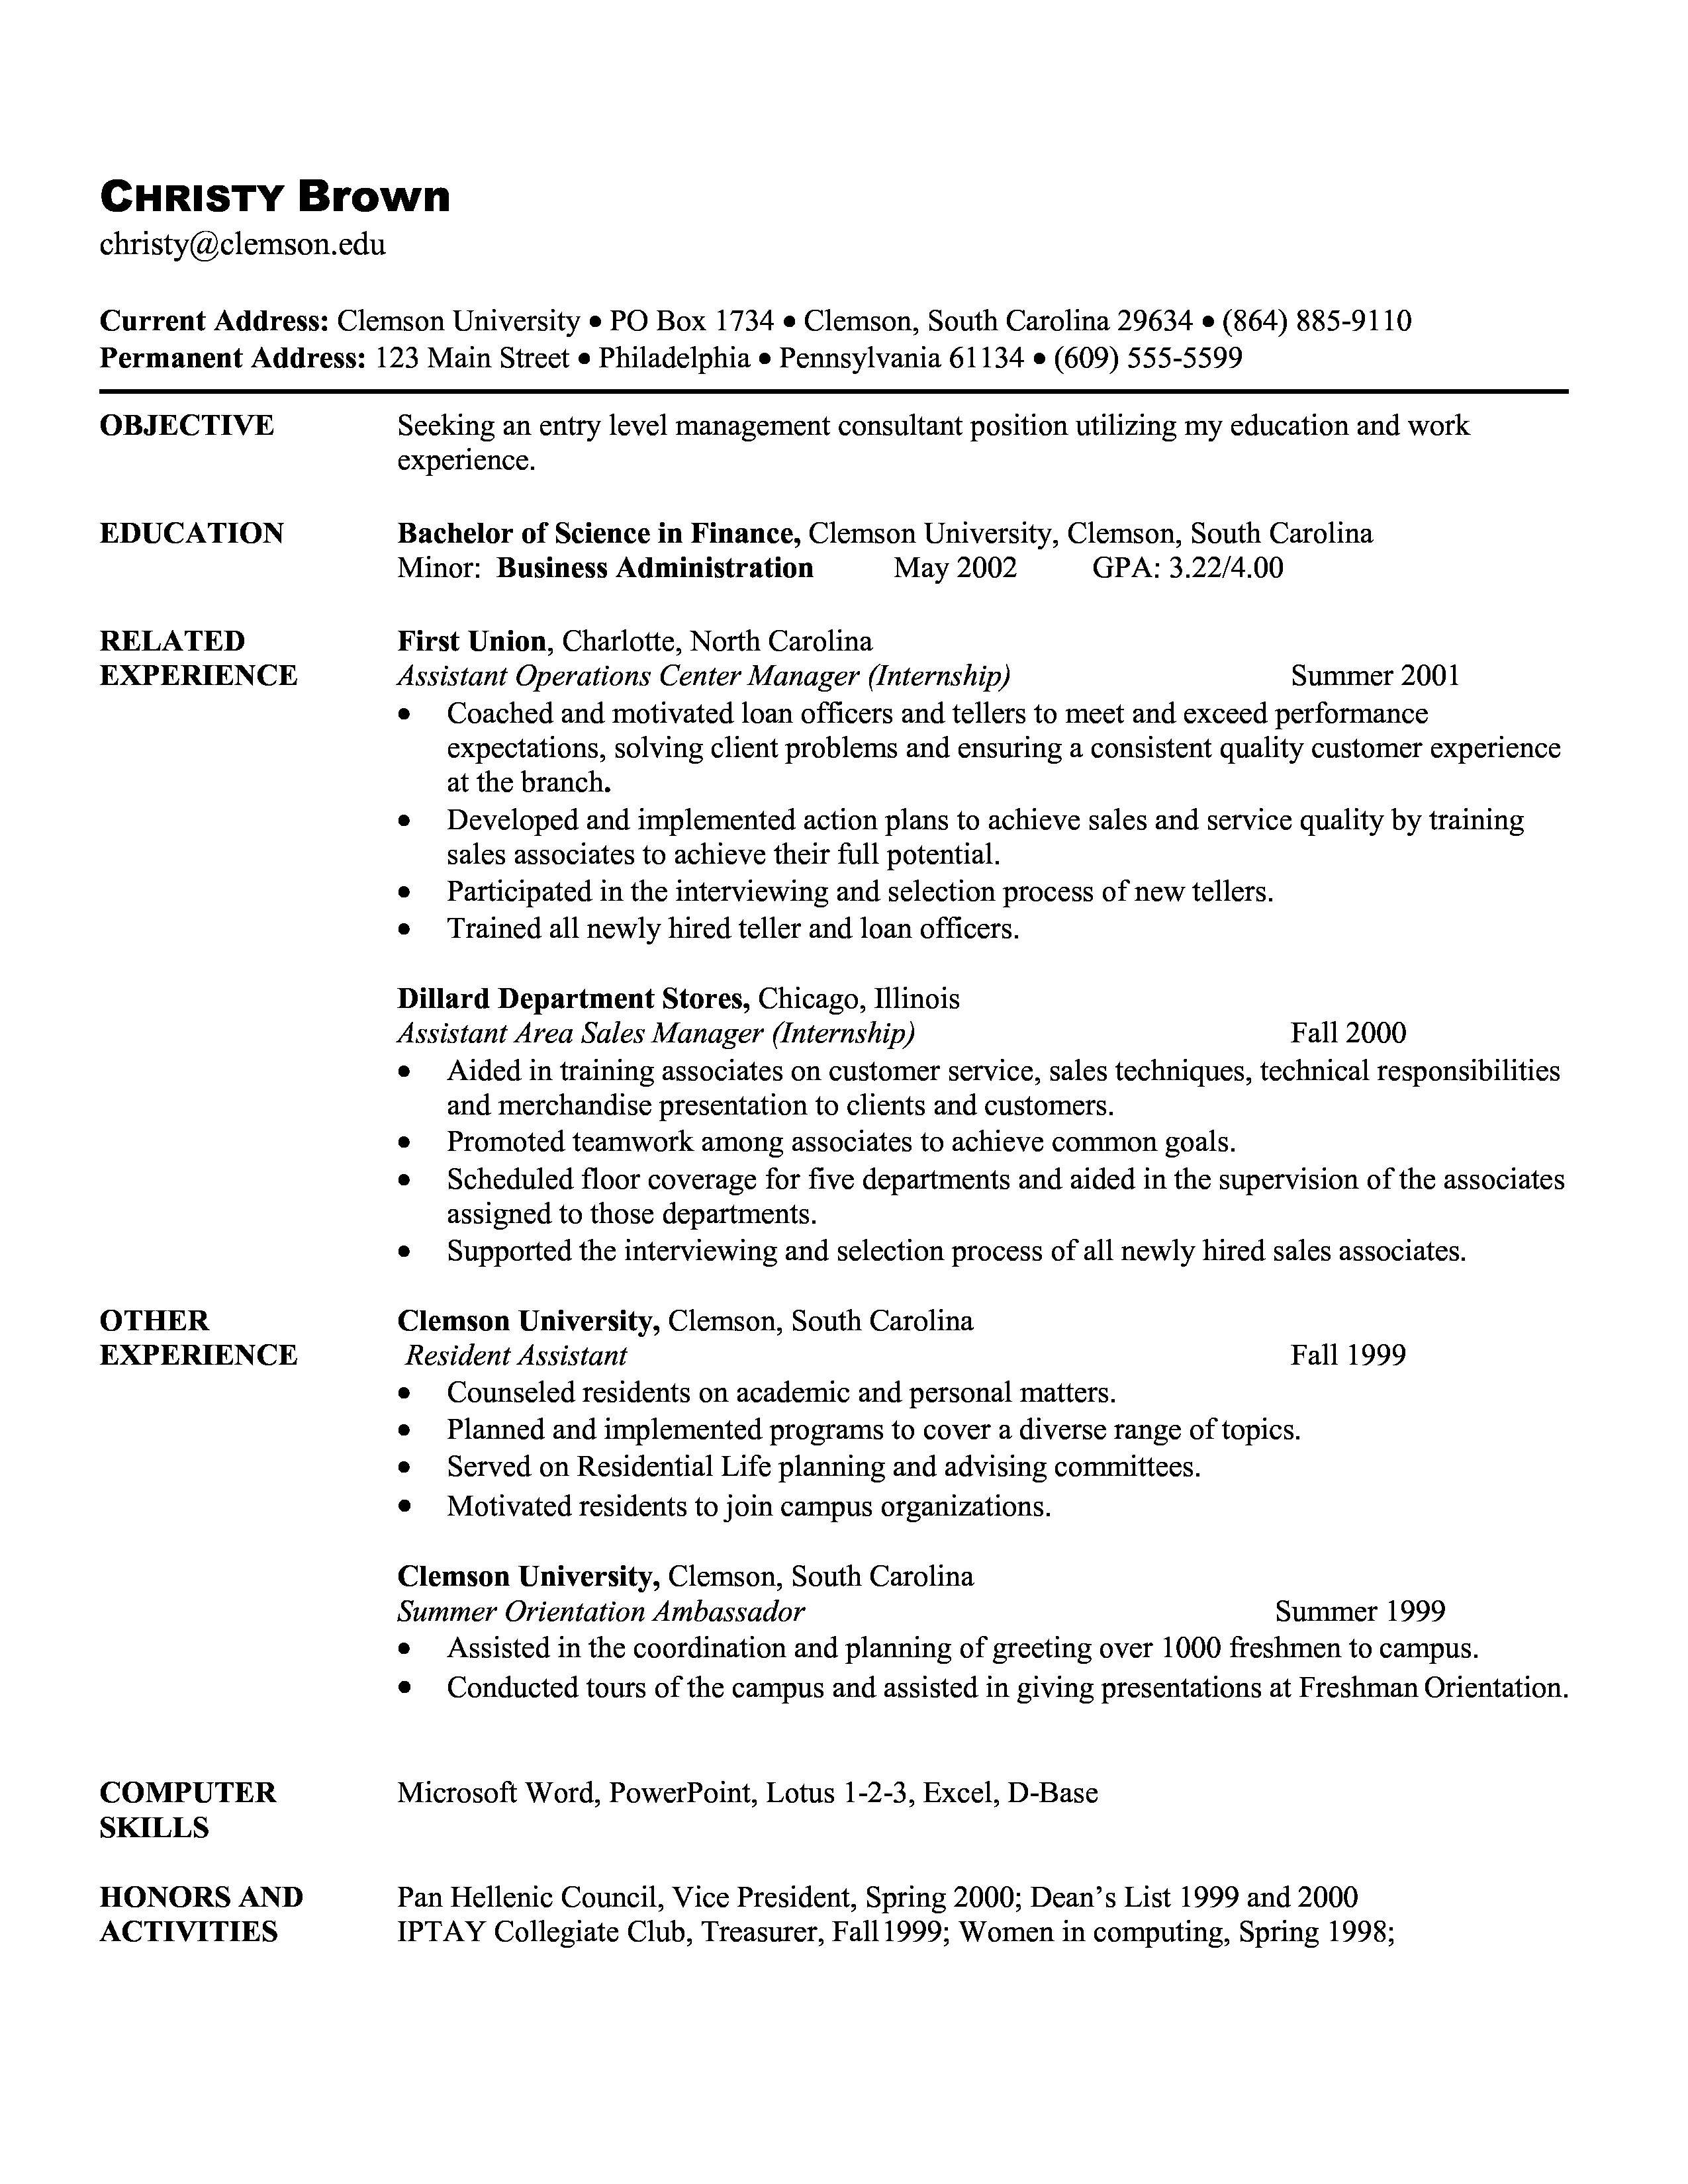 CHRISTY Brown
christy@clemson.edu
Current Address: Clemson University • PO Box 1734 • Clemson, South Carolina 29634 • (864) 885-9110
Permanent Address: 123 Main Street • Philadelphia • Pennsylvania 61134 • (609) 555-5599
OBJECTIVE Seeking an entry level management consultant position utilizing my education and work
experience.
EDUCATION Bachelor of Science in Finance, Clemson University, Clemson, South Carolina
Minor: Business Administration May 2002 GPA: 3.22/4.00
RELATED First Union, Charlotte, North Carolina
EXPERIENCE Assistant Operations Center Manager (Internship) Summer 2001
• Coached and motivated loan officers and tellers to meet and exceed performance
expectations, solving client problems and ensuring a consistent quality customer experience
at the branch.
• Developed and implemented action plans to achieve sales and service quality by training
sales associates to achieve their full potential.
• Participated in the interviewing and selection process of new tellers.
• Trained all newly hired teller and loan officers.
Dillard Department Stores, Chicago, Illinois
Assistant Area Sales Manager (Internship) Fall 2000
• Aided in training associates on customer service, sales techniques, technical responsibilities
and merchandise presentation to clients and customers.
• Promoted teamwork among associates to achieve common goals.
• Scheduled floor coverage for five departments and aided in the supervision of the associates
assigned to those departments.
• Supported the interviewing and selection process of all newly hired sales associates.
OTHER Clemson University, Clemson, South Carolina
EXPERIENCE Resident Assistant Fall 1999
• Counseled residents on academic and personal matters.
• Planned and implemented programs to cover a diverse range of topics.
• Served on Residential Life planning and advising committees.
• Motivated residents to join campus organizations.
Clemson University, Clemson, South Carolina
Summer Orientation Ambassador Summer 1999
• Assisted in the coordination and planning of greeting over 1000 freshmen to campus.
• Conducted tours of the campus and assisted in giving presentations at Freshman Orientation.
COMPUTER Microsoft Word, PowerPoint, Lotus 1-2-3, Excel, D-Base
SKILLS
HONORS AND Pan Hellenic Council, Vice President, Spring 2000; Dean’s List 1999 and 2000
ACTIVITIES IPTAY Collegiate Club, Treasurer, Fall 1999; Women in computing, Spring 1998;